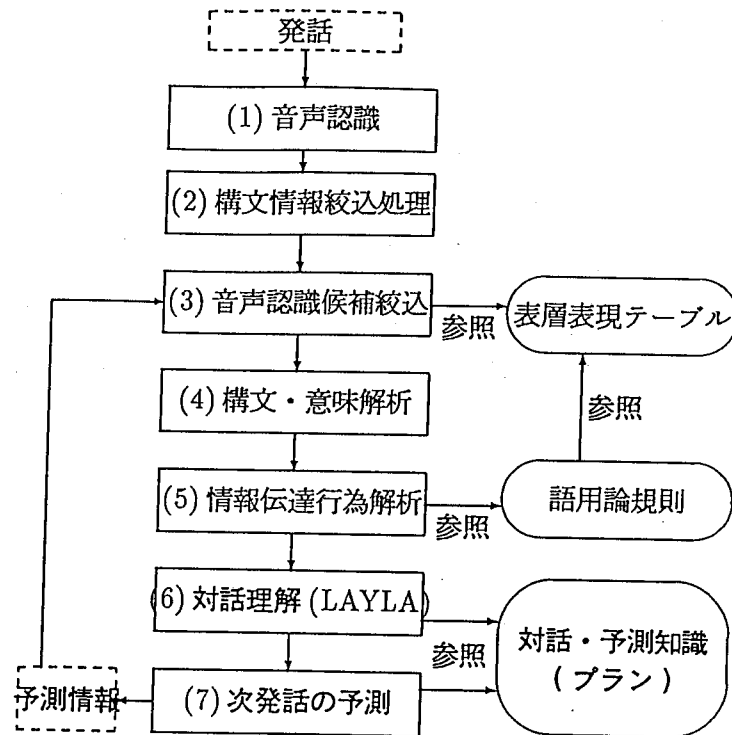 発話
(1) 音声認識
(2) 構文情報絞込処理
(3) 音声認識候補絞込
参照
表層表現テーブル
(4) 構文・意味解析
参照
(5) 情報伝達行為解析
参照
語用論規則
(6) 対話理解 (LAYLA)
参照
対話・予測知識
(プラン)
予測情報
(7) 次発話の予測